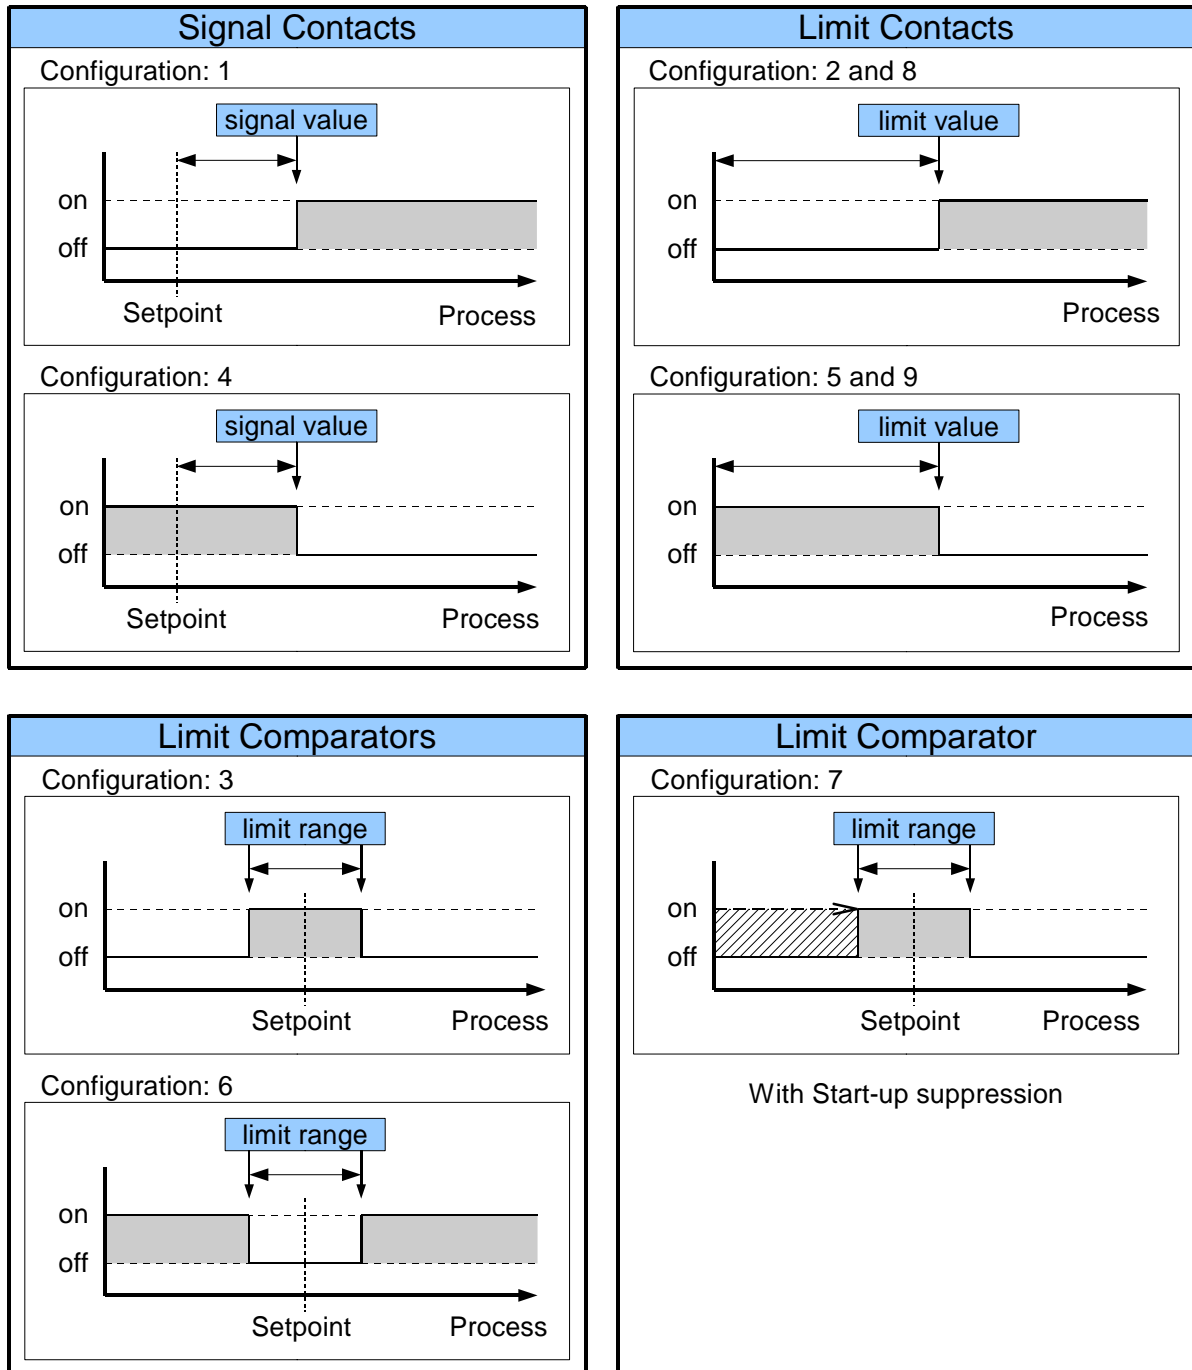 Signal Contacts
Configuration: 1
signal value
on
off
Setpoint
Process
Configuration: 4
signal value
on
off
Setpoint
Process
Limit Contacts
Configuration: 2 and 8
limit value
on
off
Process
Configuration: 5 and 9
limit value
on
off
Process
Limit Comparators
Configuration: 3
limit range
on
off
Setpoint
Process
Configuration: 6
limit range
on
off
Setpoint
Process
Limit Comparator
Configuration: 7
limit range
on
off
Setpoint
Process
With Start-up suppression